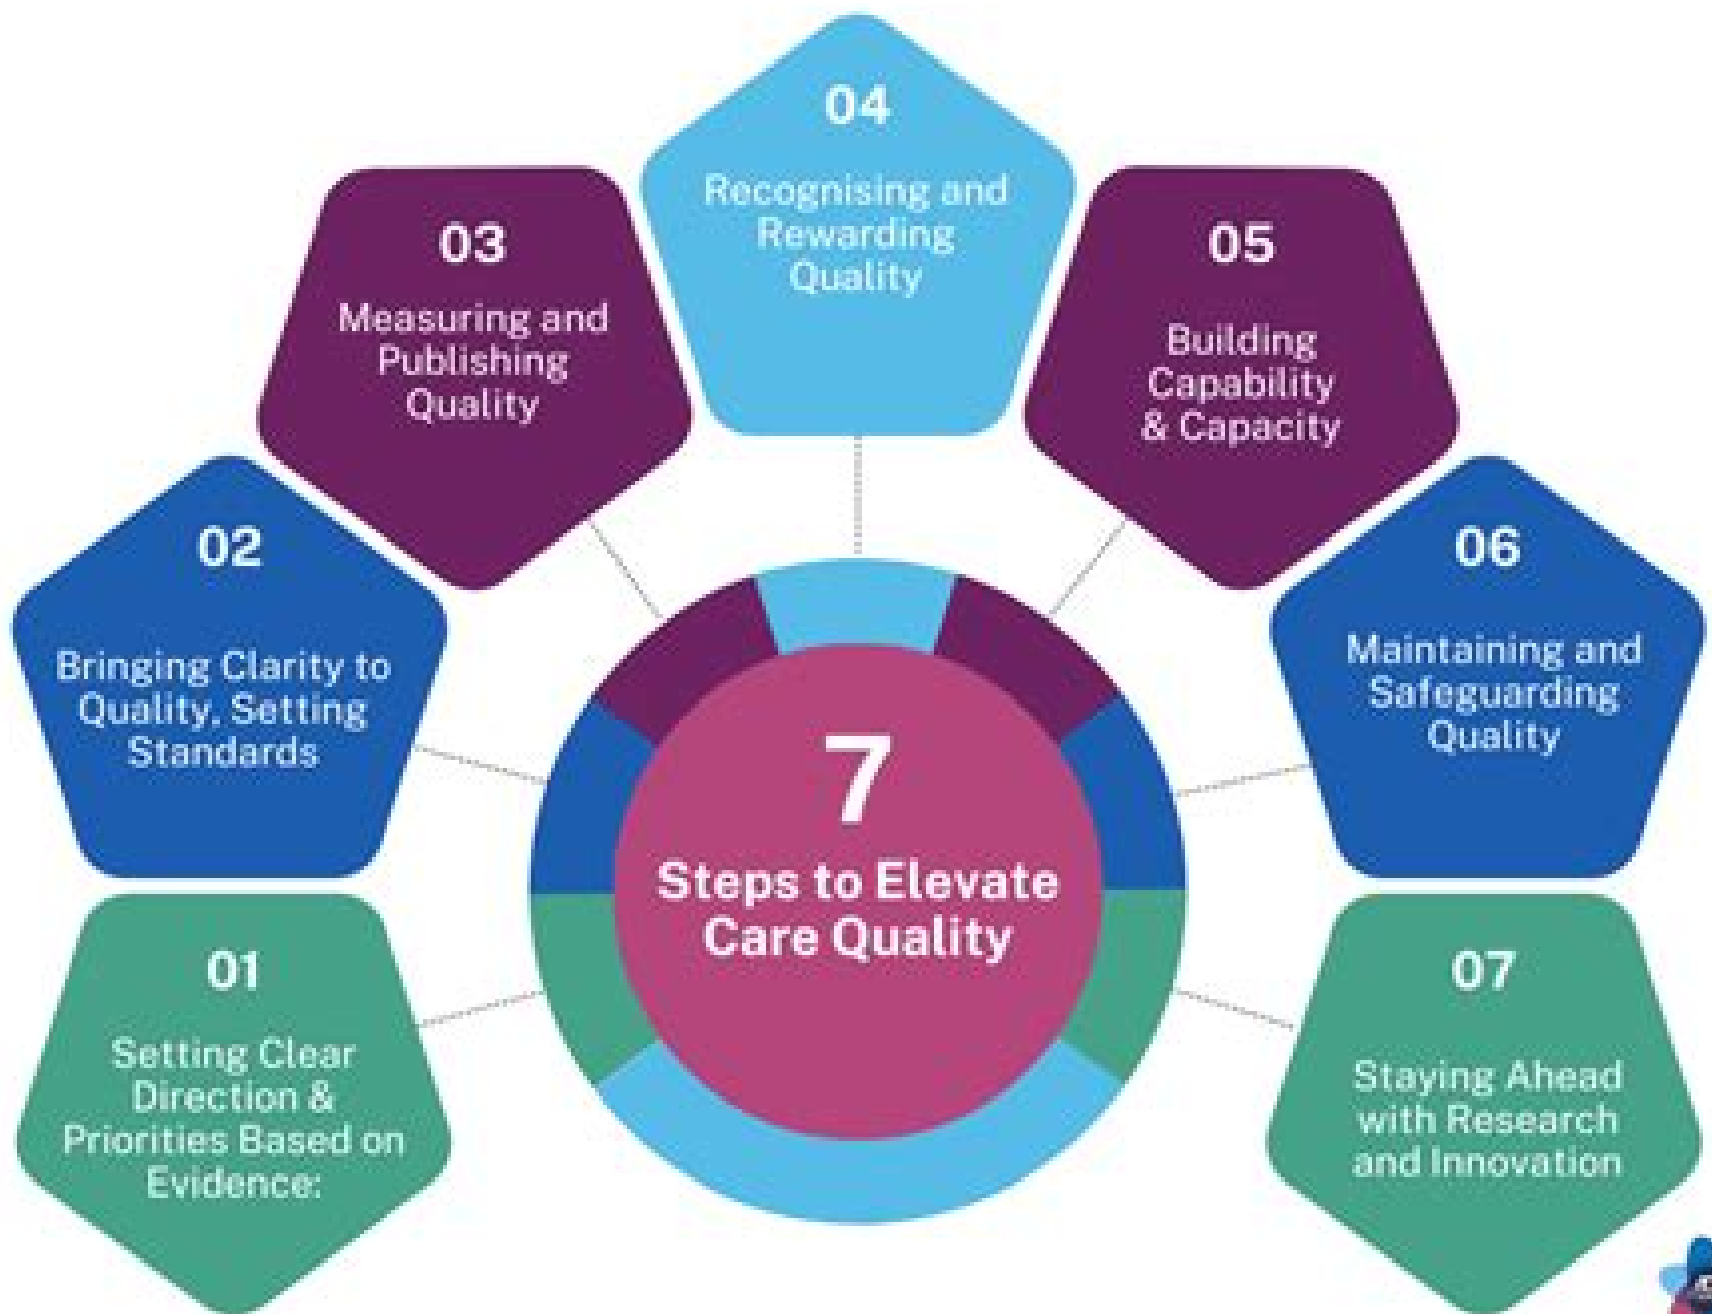 04
Recognising and
Rewarding
Quality
03
Measuring and
Publishing
Quality
05
Building
Capability
& Capacity
02
Bringing Clarity to
Quality, Setting
Standards
06
Maintaining and
Safeguarding
Quality
7
Steps to Elevate
Care Quality
01
Setting Clear
Direction &
Priorities Based on
Evidence:
07
Staying Ahead
with Research
and Innovation